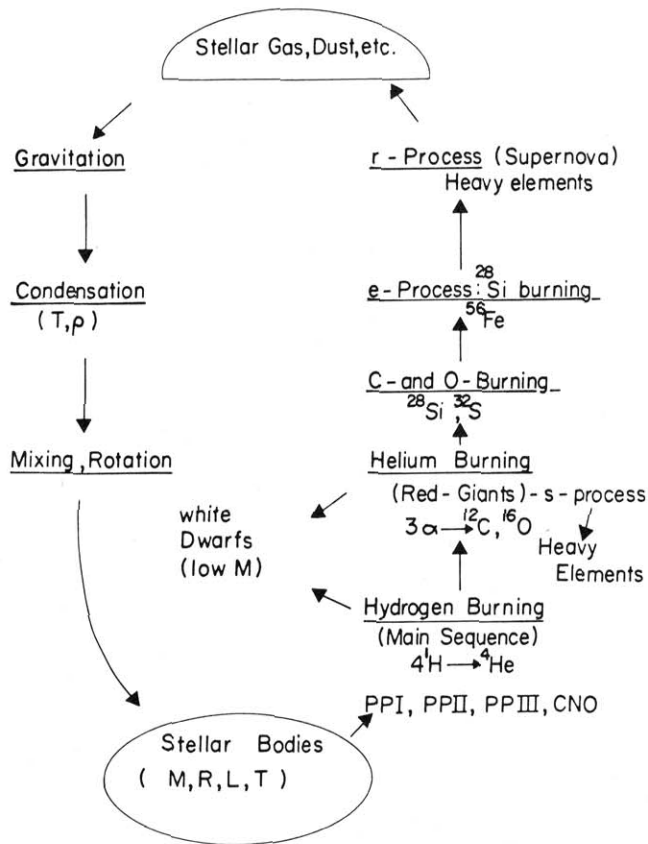 Stellar Gas, Dust, etc.
Gravitation
Condensation
(T, ρ)
Mixing, Rotation
white
Dwarfs
(low M)
Stellar Bodies
( M, R, L, T )
r - Process (Supernova)
Heavy elements
e - Process: ²⁸Si burning
⁵⁶Fe
C - and O - Burning
²⁸Si, ³²S
Helium Burning
(Red - Giants) - s - process
3α → ¹²C, ¹⁶O
Heavy
Elements
Hydrogen Burning
(Main Sequence)
4¹H → ⁴He
PPI, PPII, PPIII, CNO